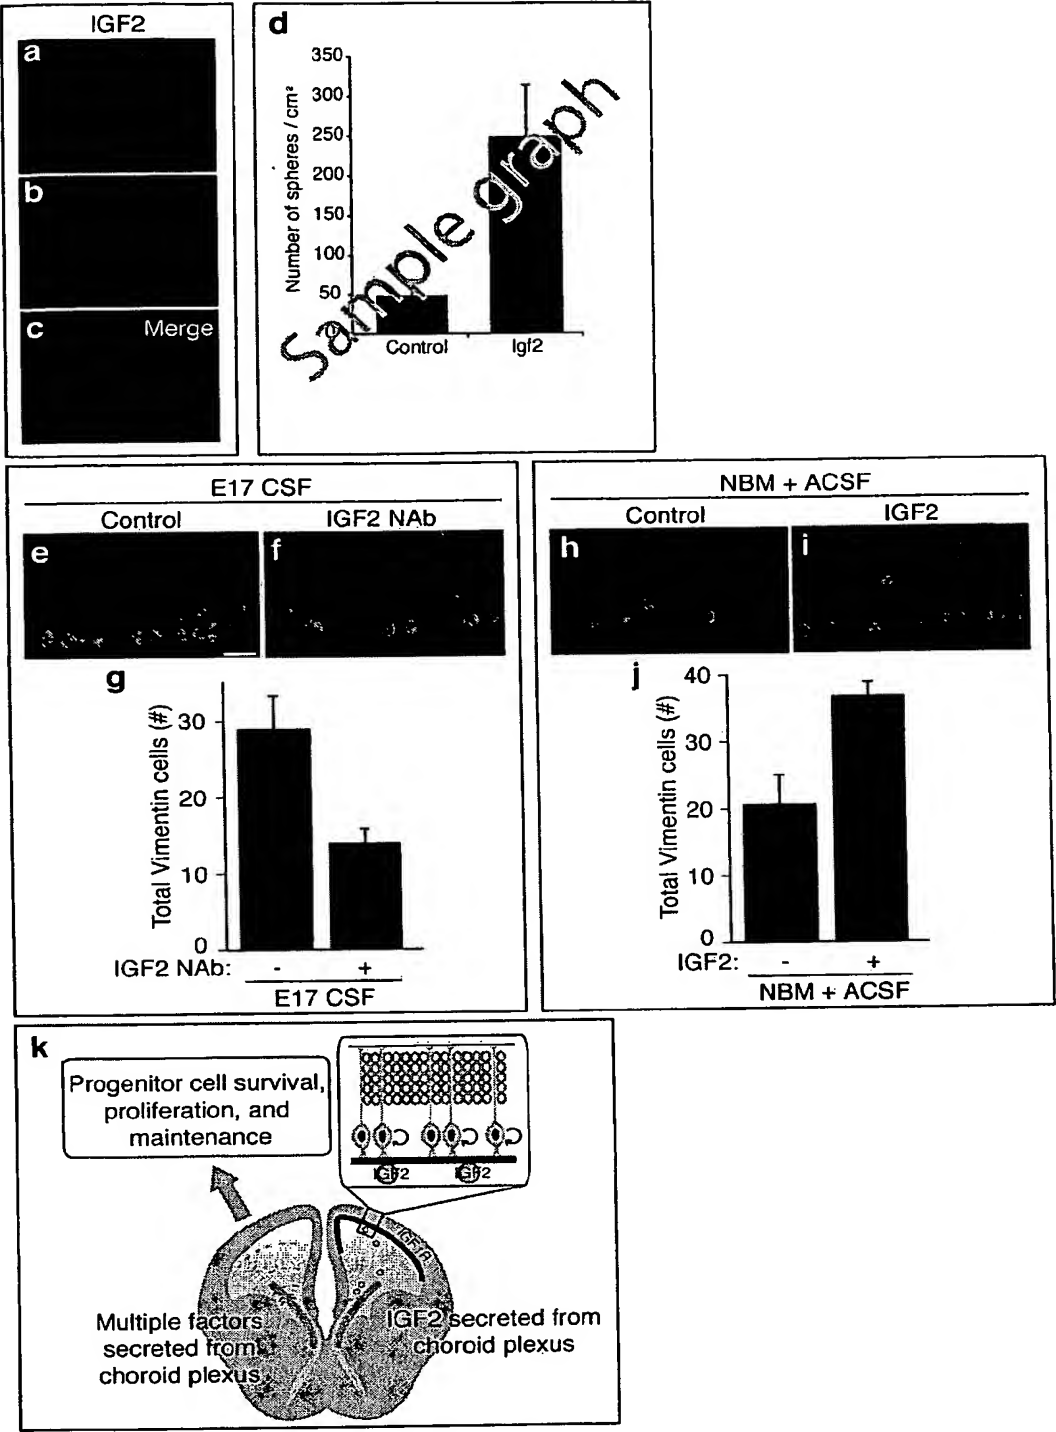 IGF2
a
b
c
Merge
d
Number of spheres / cm²
350
300
250
200
150
100
50
0
Control
Igf2
Sample graph
E17 CSF
Control
IGF2 NAb
e
f
g
Total Vimentin cells (#)
30
20
10
0
IGF2 NAb:
-
+
E17 CSF
NBM + ACSF
Control
IGF2
h
i
j
Total Vimentin cells (#)
40
30
20
10
0
IGF2:
-
+
NBM + ACSF
k
Progenitor cell survival,
proliferation, and
maintenance
IGF2
IGF2
IGF1R
Multiple factors
secreted from
choroid plexus
IGF2 secreted from
choroid plexus